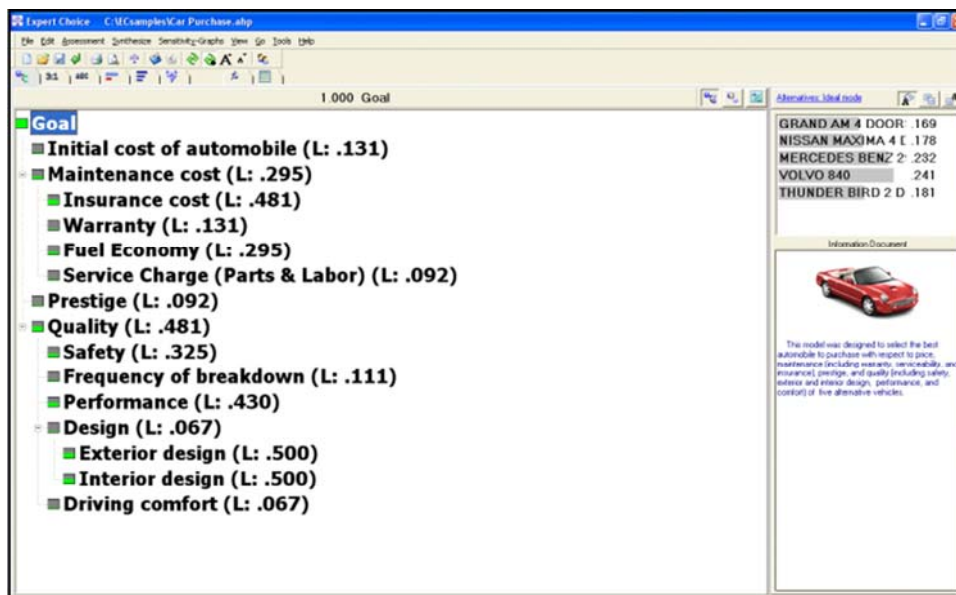 Expert Choice C:\ECsamples\Car Purchase.ahp
File Edit Assessment Synthesize Sensitivity-Graphs View Go Tools Help
3:1 ABC
1.000 Goal
Alternatives: Ideal mode
Goal
Initial cost of automobile (L: .131)
Maintenance cost (L: .295)
Insurance cost (L: .481)
Warranty (L: .131)
Fuel Economy (L: .295)
Service Charge (Parts & Labor) (L: .092)
Prestige (L: .092)
Quality (L: .481)
Safety (L: .325)
Frequency of breakdown (L: .111)
Performance (L: .430)
Design (L: .067)
Exterior design (L: .500)
Interior design (L: .500)
Driving comfort (L: .067)
GRAND AM 4 DOOR .169
NISSAN MAXIMA 4 D .178
MERCEDES BENZ 2 .232
VOLVO 840 .241
THUNDER BIRD 2 D .181
Information Document
This model was designed to select the best
automobile to purchase with respect to price,
maintenance (including warranty, serviceability, and
insurance), prestige, and quality (including safety,
exterior and interior design, performance, and
comfort) of five alternative vehicles.